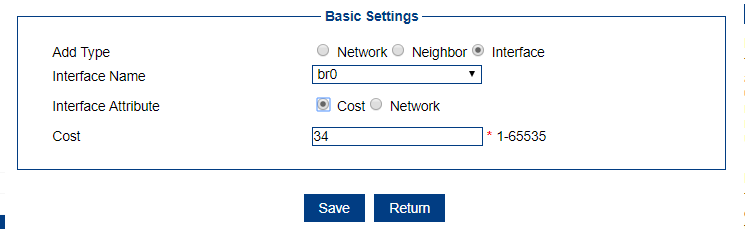 Basic Settings
Add Type Network Neighbor Interface
Interface Name br0
Interface Attribute Cost Network
Cost 34 * 1-65535
Save Return